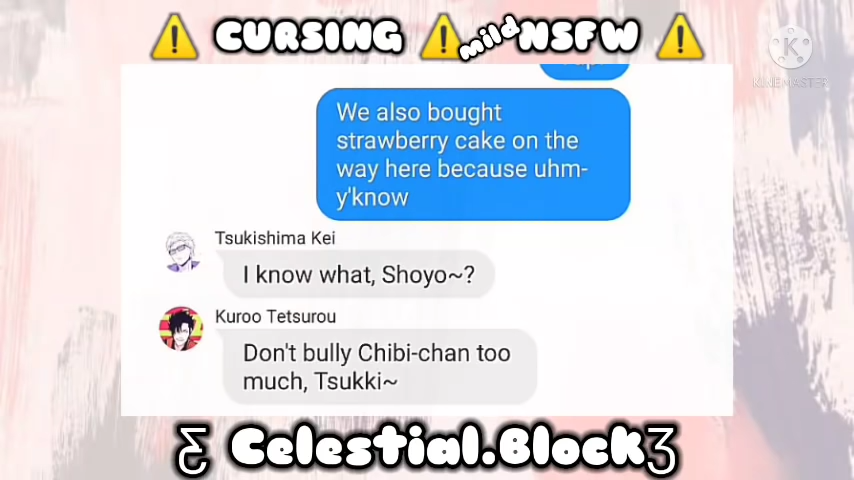 ⚠️ CURSING ⚠️ mild NSFW ⚠️
K
KINEMASTER
We also bought
strawberry cake on the
way here because uhm-
y'know
Tsukishima Kei
I know what, Shoyo~?
Kuroo Tetsurou
Don't bully Chibi-chan too
much, Tsukki~
Ƹ Celestial.Block Ʒ